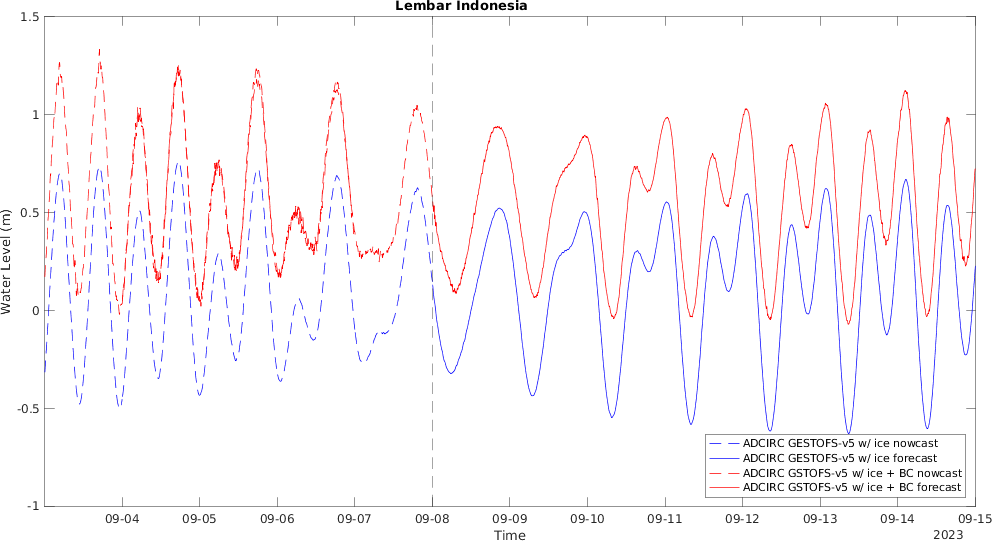 Lembar Indonesia
1.5
1
0.5
0
-0.5
-1
Water Level (m)
ADCIRC GESTOFS-v5 w/ ice nowcast
ADCIRC GESTOFS-v5 w/ ice forecast
ADCIRC GSTOFS-v5 w/ ice + BC nowcast
ADCIRC GSTOFS-v5 w/ ice + BC forecast
09-04 09-05 09-06 09-07 09-08 09-09 09-10 09-11 09-12 09-13 09-14 09-15
Time
2023